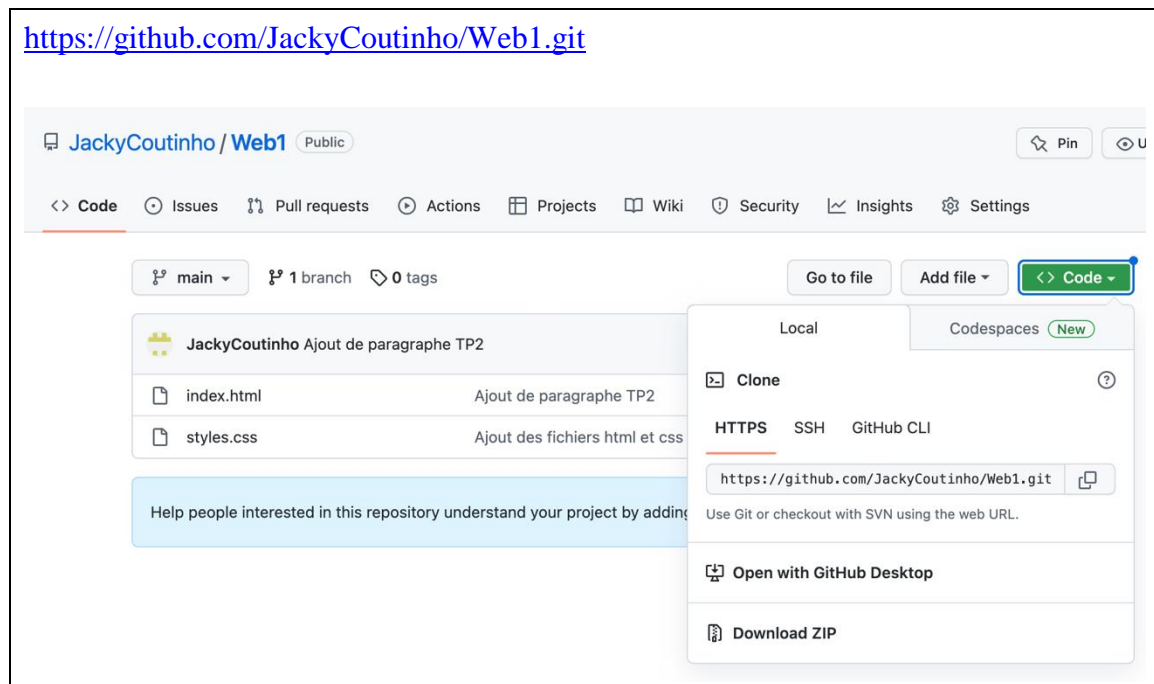 https://github.com/JackyCoutinho/Web1.git
JackyCoutinho / Web1 Public
Pin
U
<> Code Issues Pull requests Actions Projects Wiki Security Insights Settings
main 1 branch 0 tags Go to file Add file <> Code
Local Codespaces New
JackyCoutinho Ajout de paragraphe TP2
Clone
index.html Ajout de paragraphe TP2
HTTPS SSH GitHub CLI
styles.css Ajout des fichiers html et css
https://github.com/JackyCoutinho/Web1.git
Help people interested in this repository understand your project by adding
Use Git or checkout with SVN using the web URL.
Open with GitHub Desktop
Download ZIP